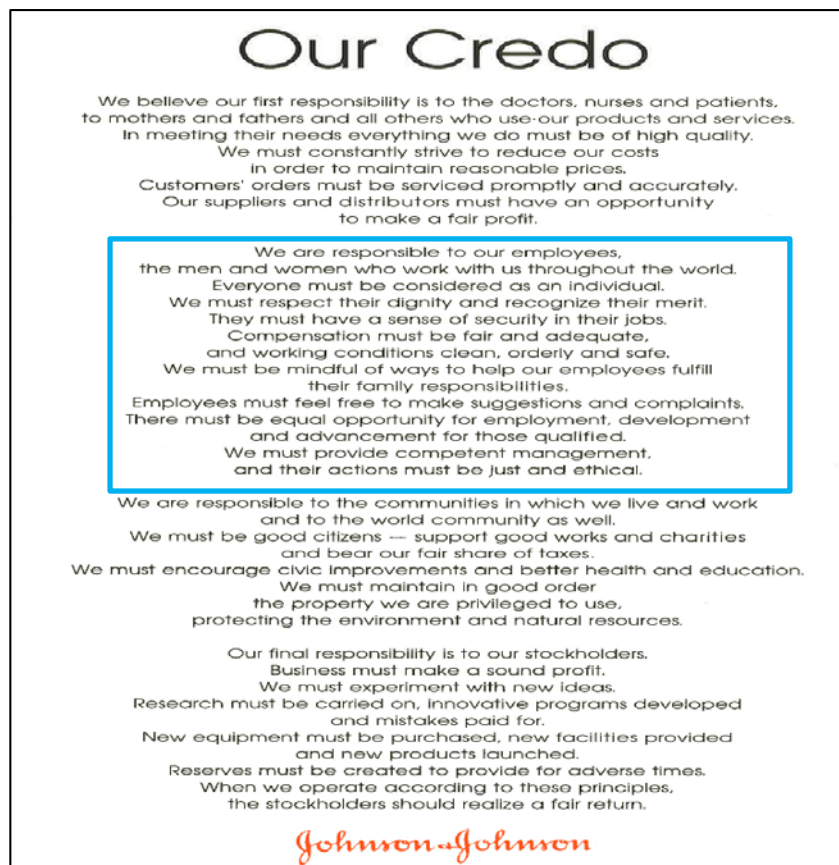 Our Credo
We believe our first responsibility is to the doctors, nurses and patients,
to mothers and fathers and all others who use·our products and services.
In meeting their needs everything we do must be of high quality.
We must constantly strive to reduce our costs
in order to maintain reasonable prices.
Customers' orders must be serviced promptly and accurately.
Our suppliers and distributors must have an opportunity
to make a fair profit.
We are responsible to our employees,
the men and women who work with us throughout the world.
Everyone must be considered as an individual.
We must respect their dignity and recognize their merit.
They must have a sense of security in their jobs.
Compensation must be fair and adequate,
and working conditions clean, orderly and safe.
We must be mindful of ways to help our employees fulfill
their family responsibilities.
Employees must feel free to make suggestions and complaints.
There must be equal opportunity for employment, development
and advancement for those qualified.
We must provide competent management,
and their actions must be just and ethical.
We are responsible to the communities in which we live and work
and to the world community as well.
We must be good citizens — support good works and charities
and bear our fair share of taxes.
We must encourage civic improvements and better health and education.
We must maintain in good order
the property we are privileged to use,
protecting the environment and natural resources.
Our final responsibility is to our stockholders.
Business must make a sound profit.
We must experiment with new ideas.
Research must be carried on, innovative programs developed
and mistakes paid for.
New equipment must be purchased, new facilities provided
and new products launched.
Reserves must be created to provide for adverse times.
When we operate according to these principles,
the stockholders should realize a fair return.
Johnson & Johnson